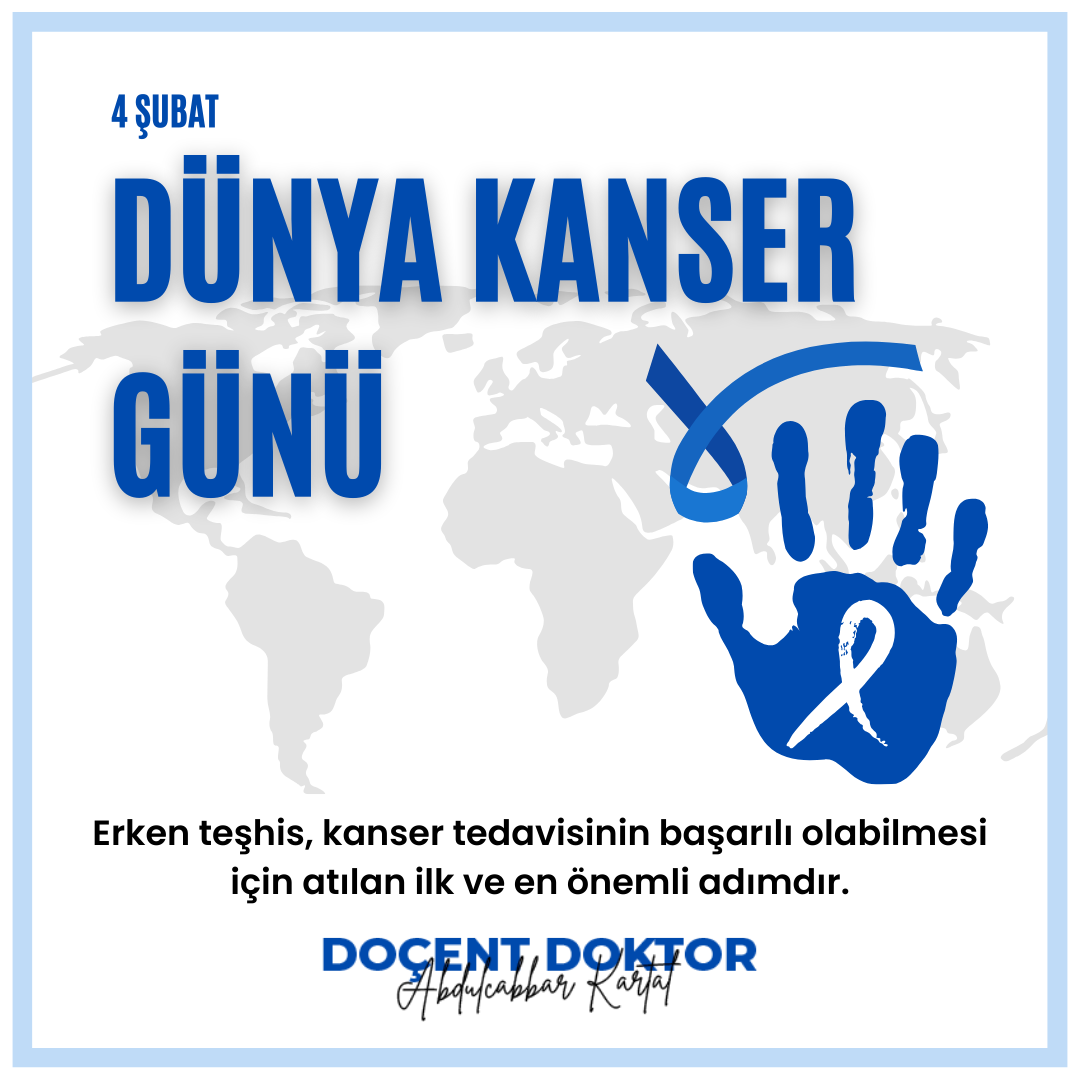 4 ŞUBAT
DÜNYA KANSER
GÜNÜ
Erken teşhis, kanser tedavisinin başarılı olabilmesi
için atılan ilk ve en önemli adımdır.
DOÇENT DOKTOR
Abdulcabbar Kartal